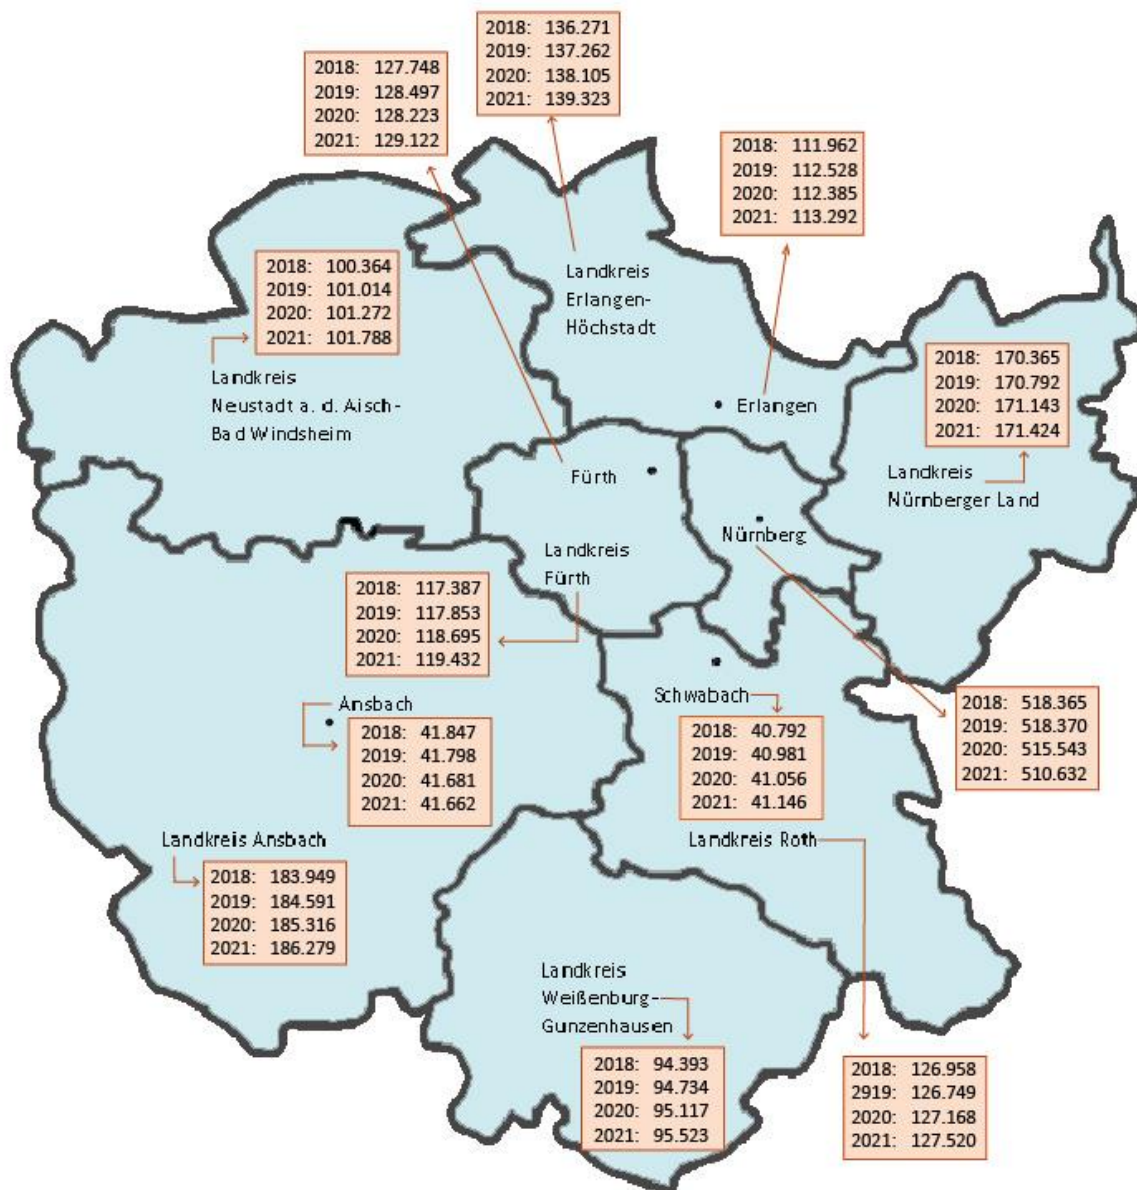 2018: 136.271
2019: 137.262
2020: 138.105
2021: 139.323
2018: 127.748
2019: 128.497
2020: 128.223
2021: 129.122
2018: 111.962
2019: 112.528
2020: 112.385
2021: 113.292
Landkreis
Erlangen-
Höchstadt
2018: 100.364
2019: 101.014
2020: 101.272
2021: 101.788
Landkreis
Neustadt a. d. Aisch-
Bad Windsheim
Erlangen
2018: 170.365
2019: 170.792
2020: 171.143
2021: 171.424
Landkreis
Nürnberger Land
Fürth
Nürnberg
Landkreis
Fürth
2018: 117.387
2019: 117.853
2020: 118.695
2021: 119.432
Ansbach
2018: 41.847
2019: 41.798
2020: 41.681
2021: 41.662
Schwabach
2018: 40.792
2019: 40.981
2020: 41.056
2021: 41.146
2018: 518.365
2019: 518.370
2020: 515.543
2021: 510.632
Landkreis Ansbach
2018: 183.949
2019: 184.591
2020: 185.316
2021: 186.279
Landkreis Roth
Landkreis
Weißenburg-
Gunzenhausen
2018: 94.393
2019: 94.734
2020: 95.117
2021: 95.523
2018: 126.958
2919: 126.749
2020: 127.168
2021: 127.520